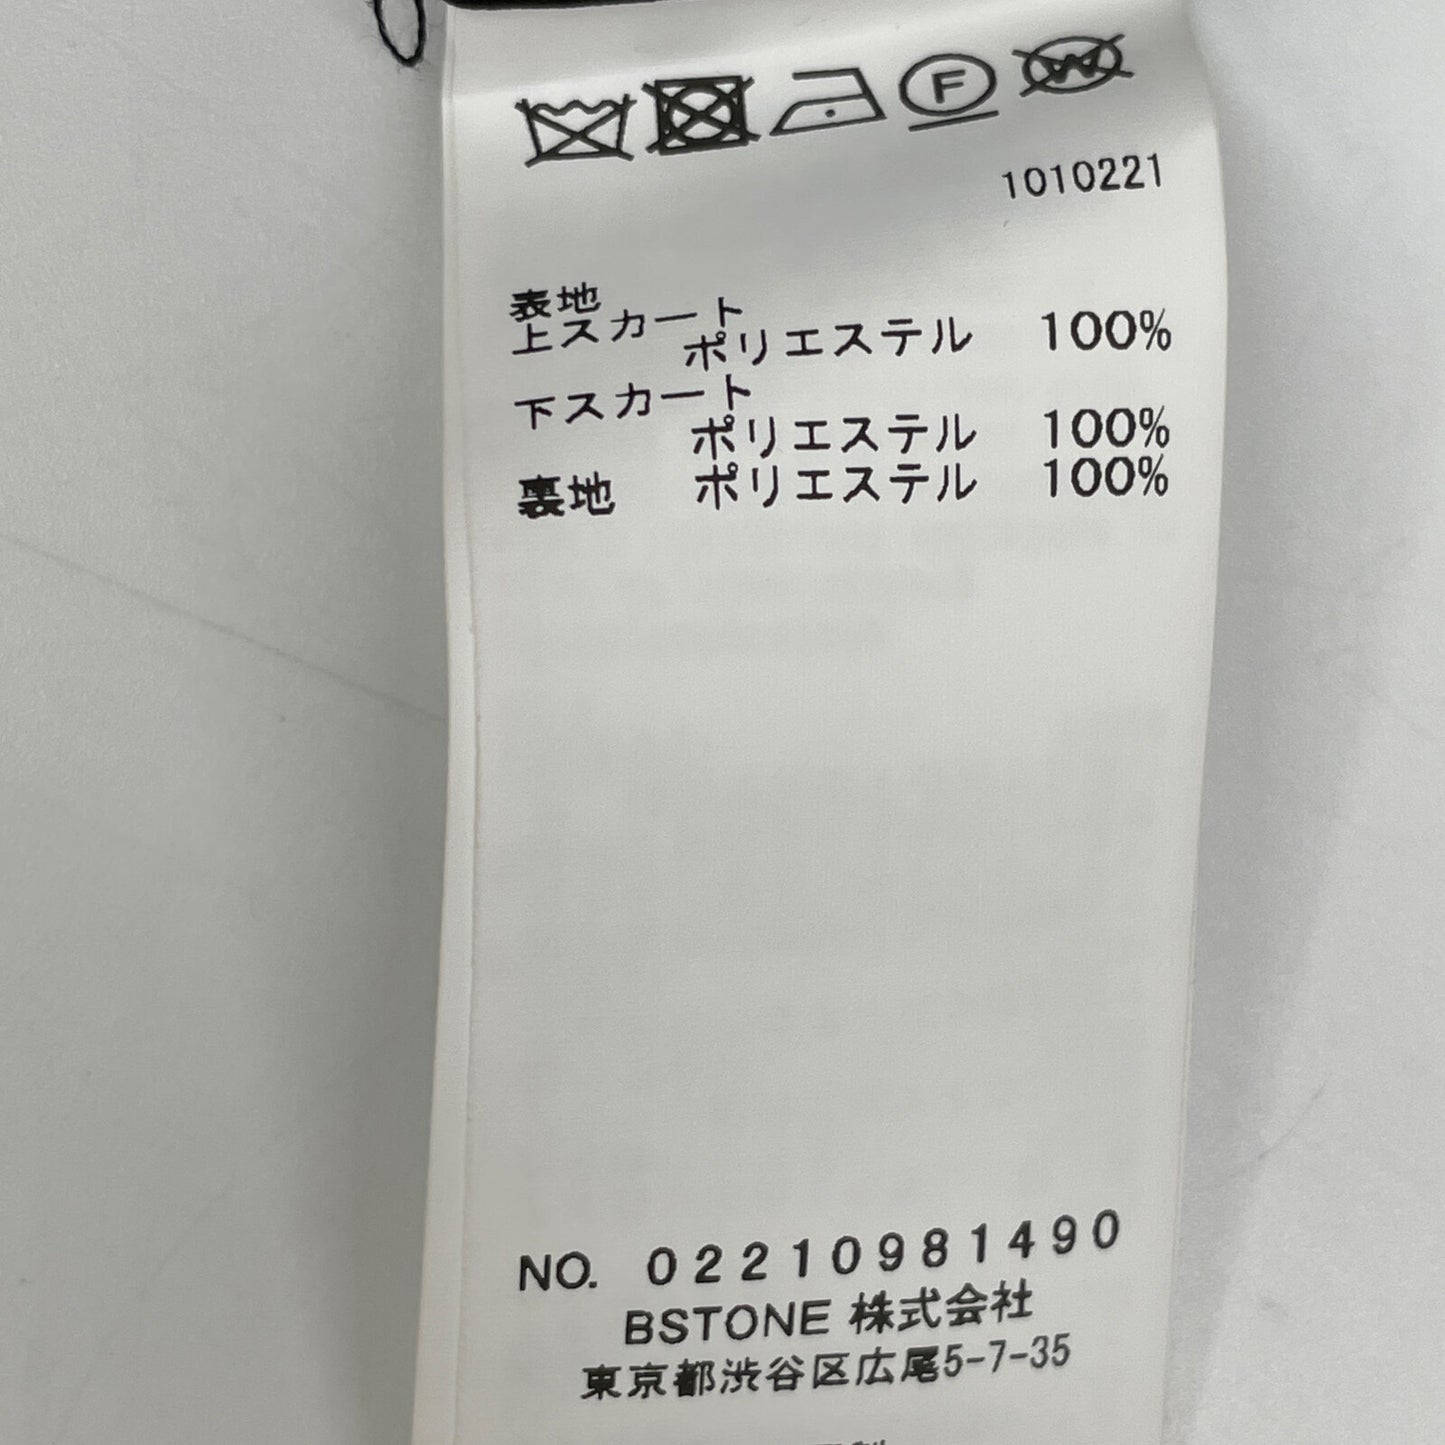 F W
1010221
表地
上スカート
ポリエステル 100%
下スカート
ポリエステル 100%
裏地 ポリエステル 100%
NO. 02210981490
BSTONE 株式会社
東京都渋谷区広尾5-7-35